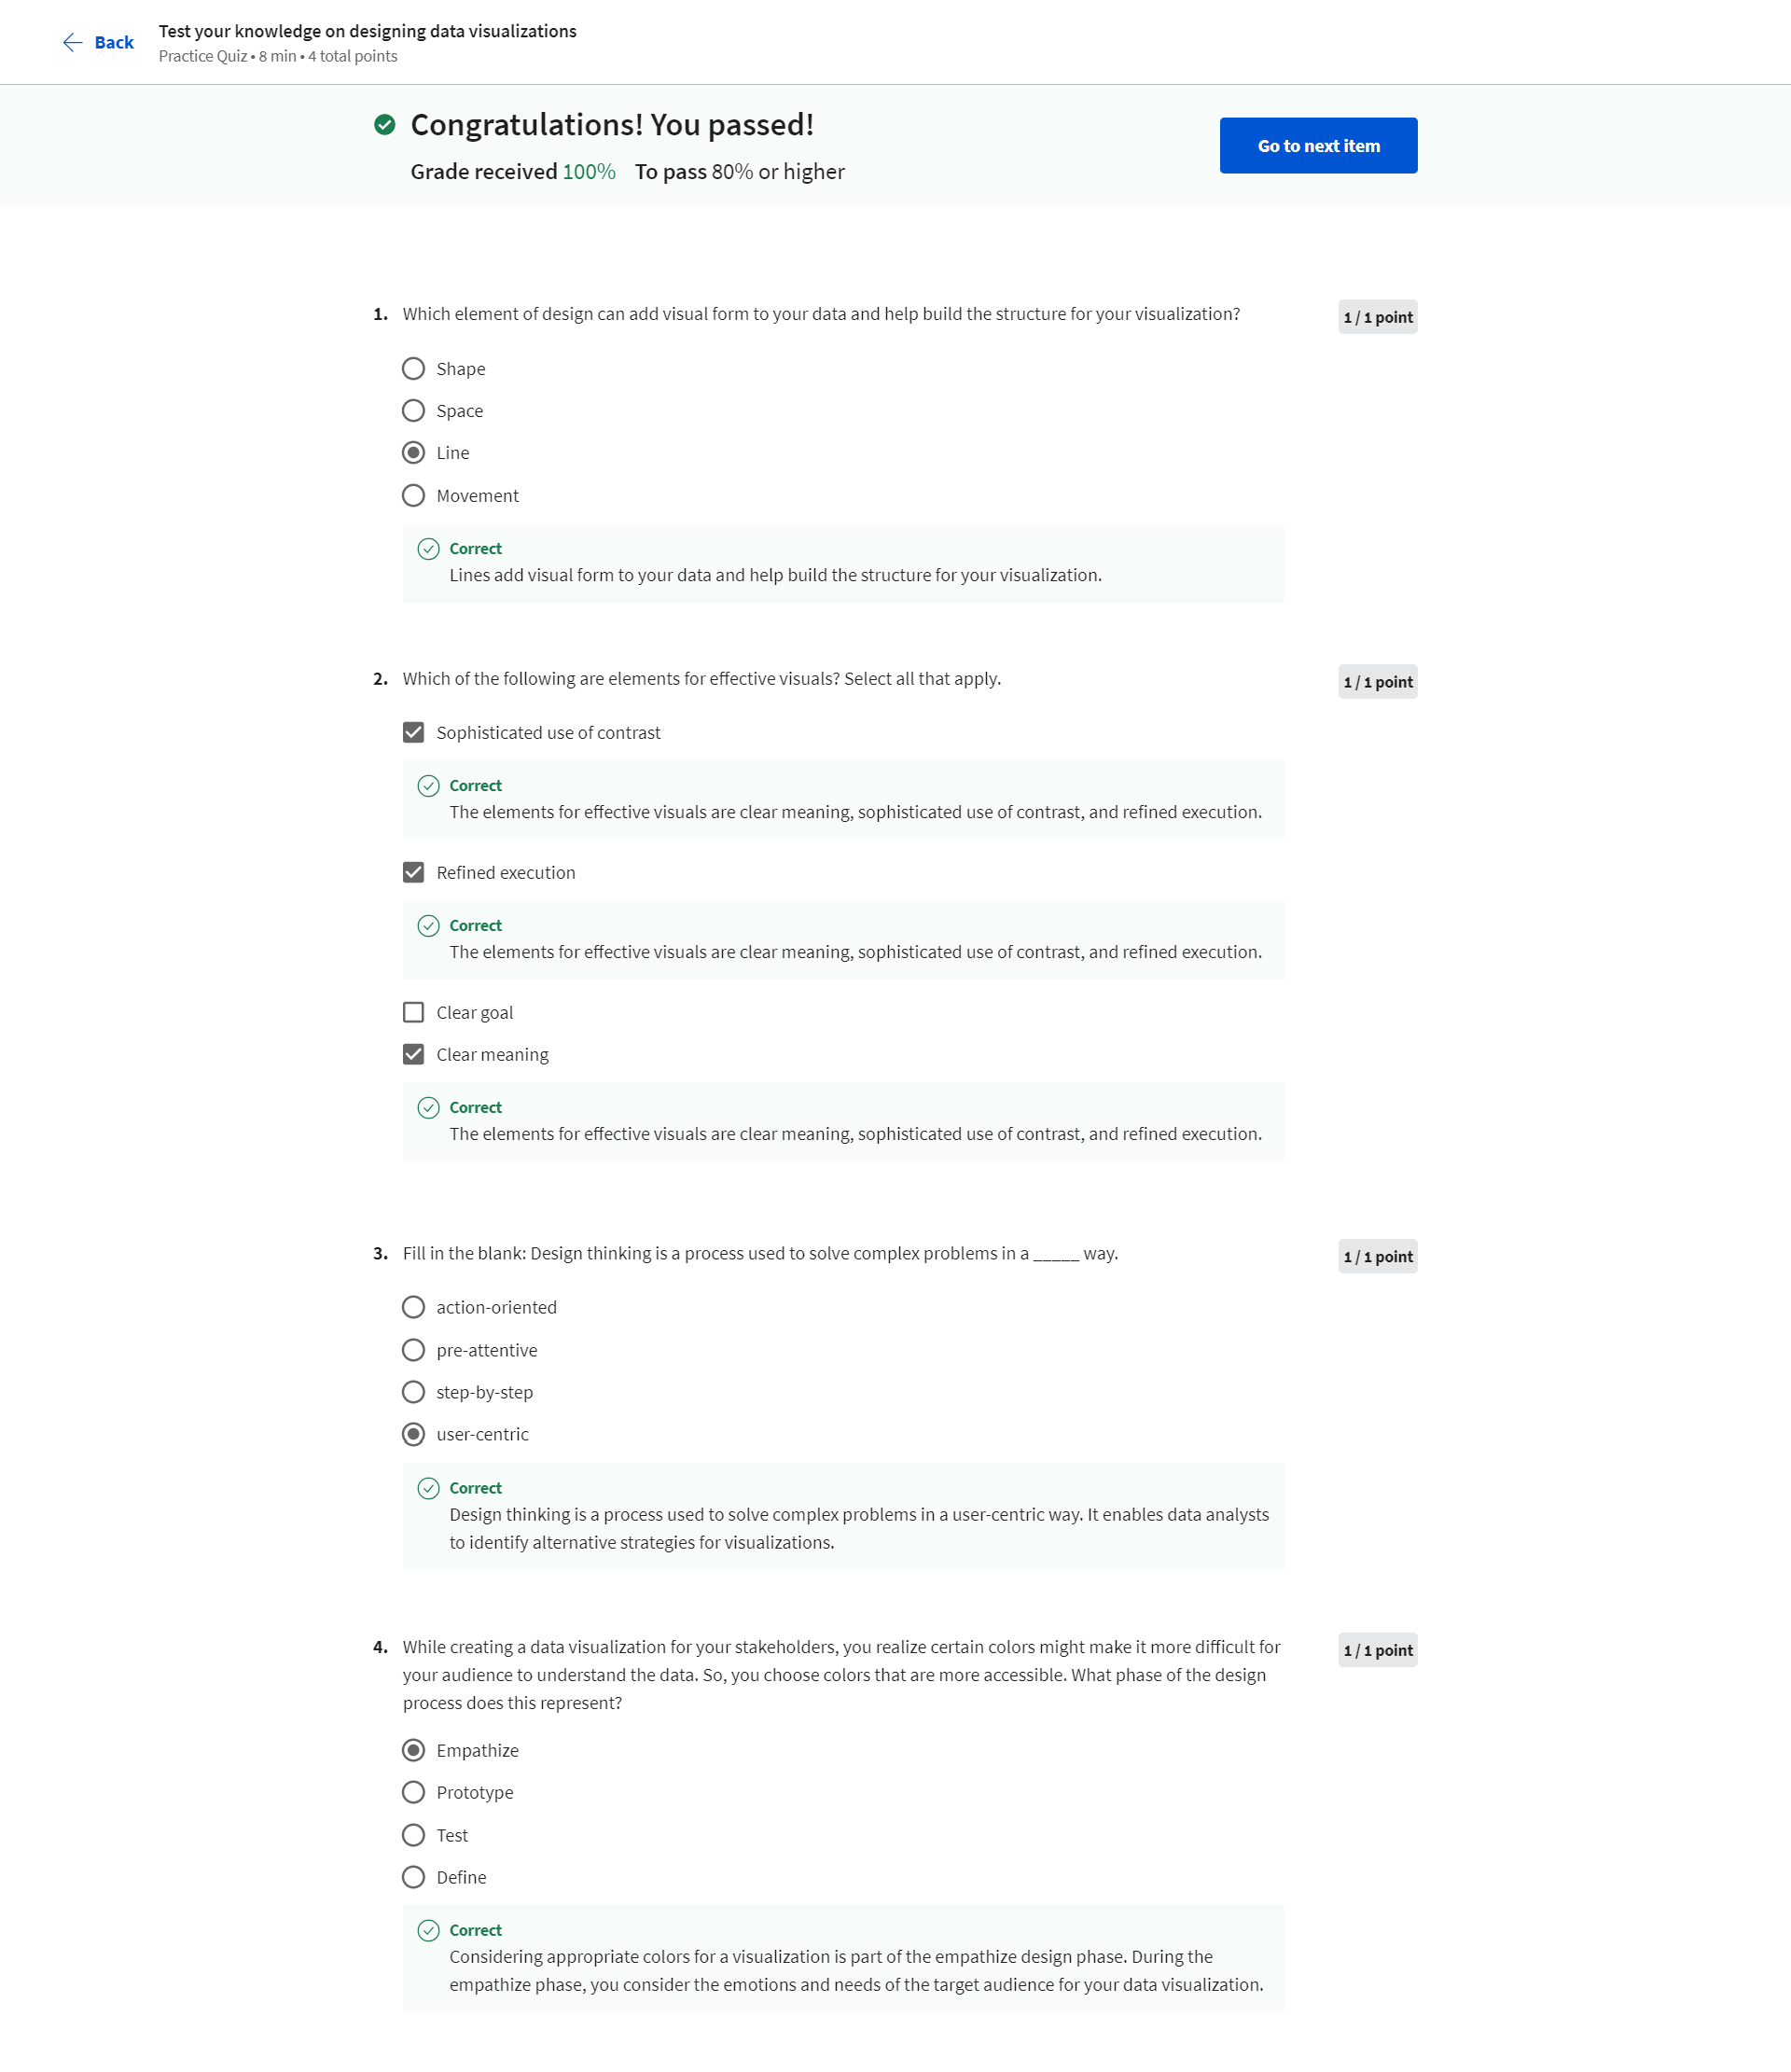 Back
Test your knowledge on designing data visualizations
Practice Quiz • 8 min • 4 total points
Congratulations! You passed!
Grade received 100% To pass 80% or higher
Go to next item
1. Which element of design can add visual form to your data and help build the structure for your visualization?
1 / 1 point
Shape
Space
Line
Movement
Correct
Lines add visual form to your data and help build the structure for your visualization.
2. Which of the following are elements for effective visuals? Select all that apply.
1 / 1 point
Sophisticated use of contrast
Correct
The elements for effective visuals are clear meaning, sophisticated use of contrast, and refined execution.
Refined execution
Correct
The elements for effective visuals are clear meaning, sophisticated use of contrast, and refined execution.
Clear goal
Clear meaning
Correct
The elements for effective visuals are clear meaning, sophisticated use of contrast, and refined execution.
3. Fill in the blank: Design thinking is a process used to solve complex problems in a _____ way.
1 / 1 point
action-oriented
pre-attentive
step-by-step
user-centric
Correct
Design thinking is a process used to solve complex problems in a user-centric way. It enables data analysts
to identify alternative strategies for visualizations.
4. While creating a data visualization for your stakeholders, you realize certain colors might make it more difficult for
your audience to understand the data. So, you choose colors that are more accessible. What phase of the design
process does this represent?
1 / 1 point
Empathize
Prototype
Test
Define
Correct
Considering appropriate colors for a visualization is part of the empathize design phase. During the
empathize phase, you consider the emotions and needs of the target audience for your data visualization.